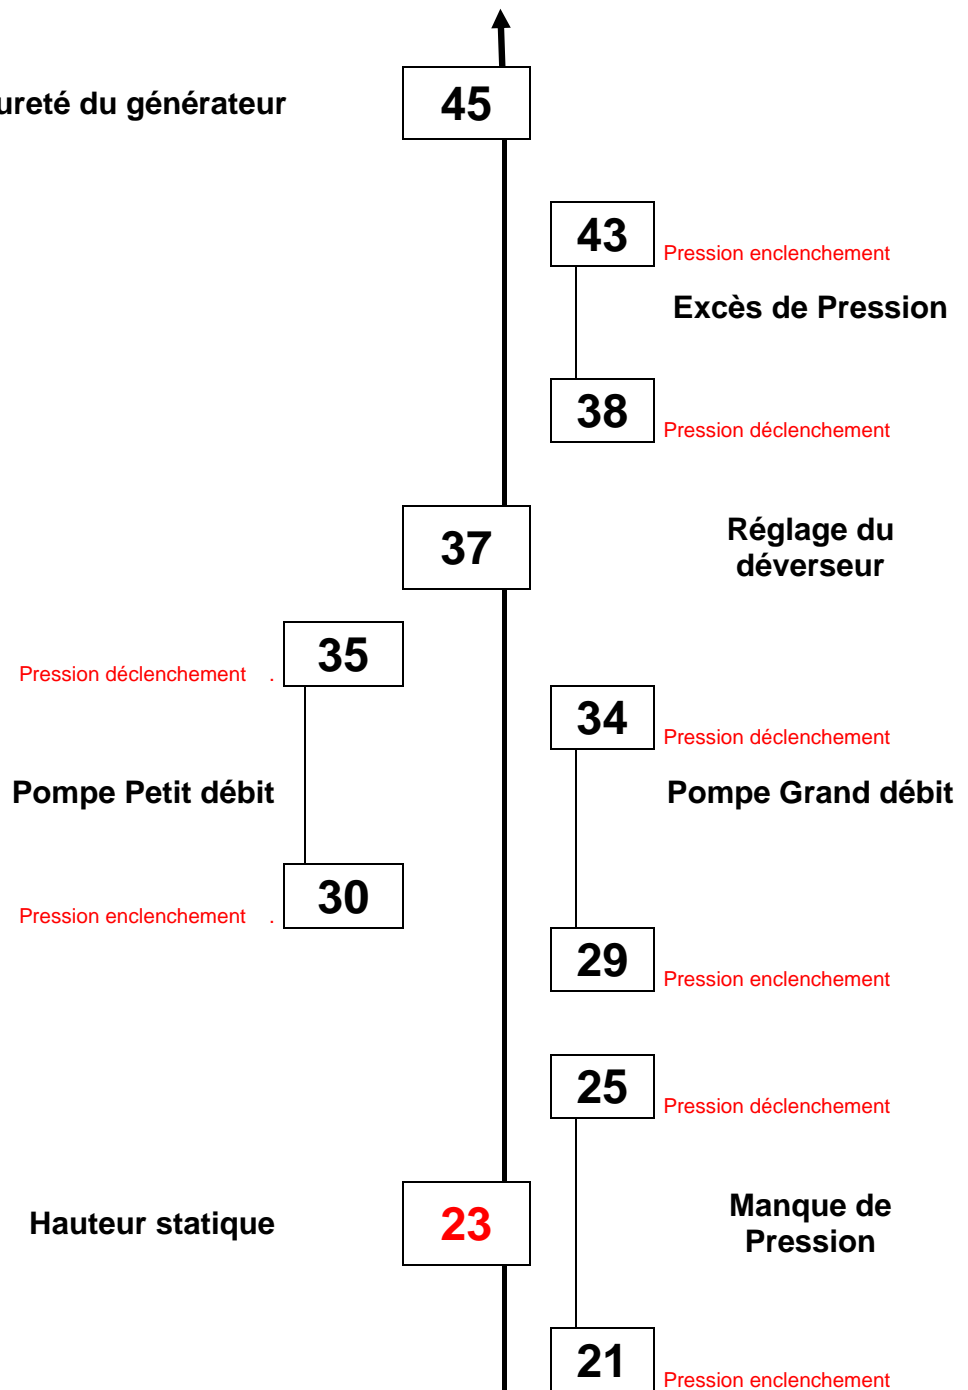 ureté du générateur
45
43
Pression enclenchement
Excès de Pression
38
Pression déclenchement
37
Réglage du
déverseur
35
Pression déclenchement .
34
Pression déclenchement
Pompe Petit débit
Pompe Grand débit
30
Pression enclenchement .
29
Pression enclenchement
25
Pression déclenchement
Hauteur statique
23
Manque de
Pression
21
Pression enclenchement